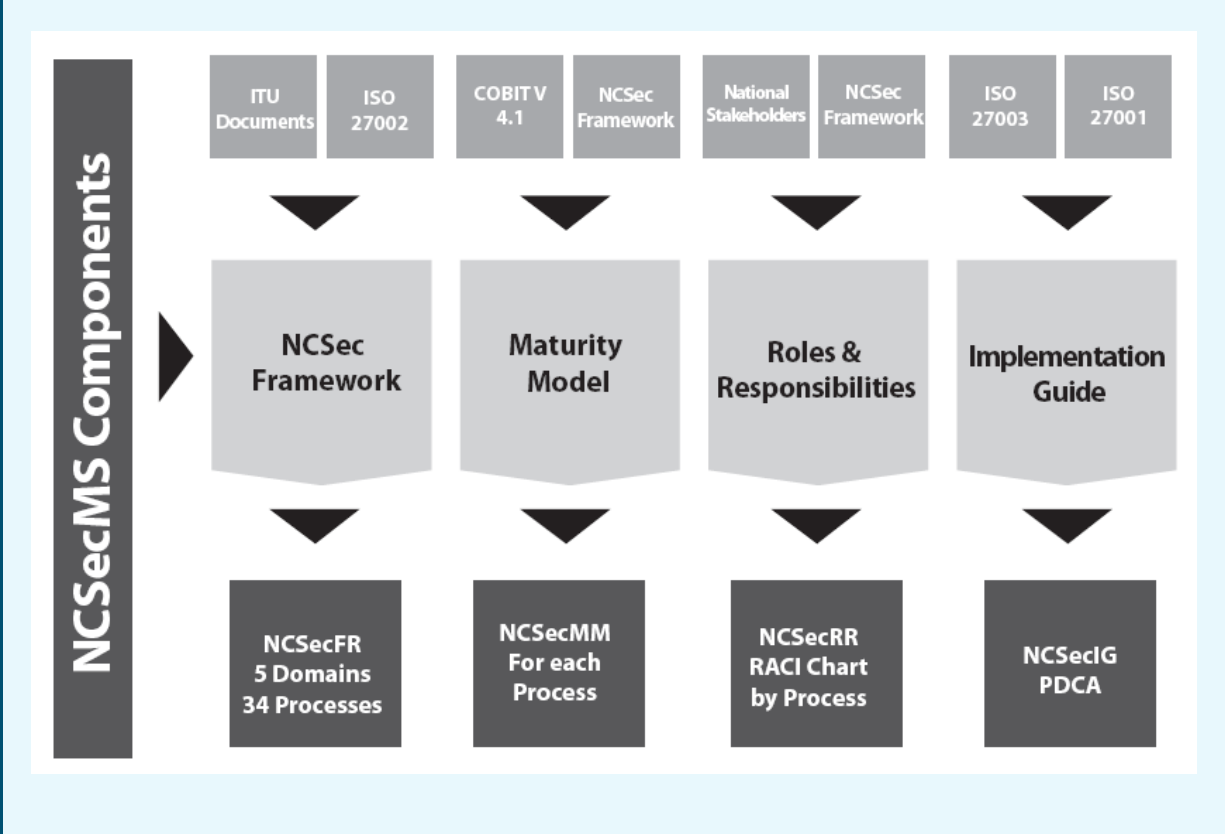 NCSecMS Components
ITU
Documents
ISO
27002
COBIT V
4.1
NCSec
Framework
National
Stakeholders
NCSec
Framework
ISO
27003
ISO
27001
NCSec
Framework
Maturity
Model
Roles &
Responsibilities
Implementation
Guide
NCSecFR
5 Domains
34 Processes
NCSecMM
For each
Process
NCSecRR
RACI Chart
by Process
NCSecIG
PDCA